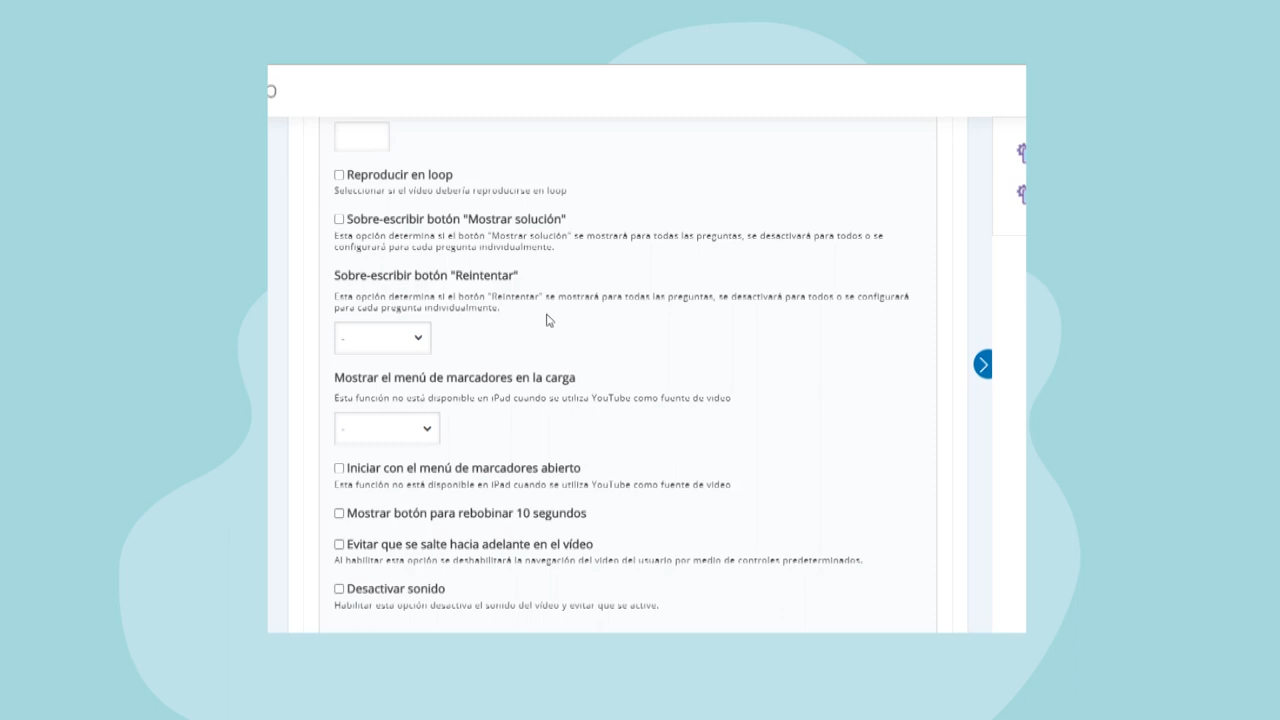 Reproducir en loop
Seleccionar si el vídeo debería reproducirse en loop
Sobre-escribir botón "Mostrar solución"
Esta opción determina si el botón "Mostrar solución" se mostrará para todas las preguntas, se desactivará para todos o se
configurará para cada pregunta individualmente.
Sobre-escribir botón "Reintentar"
Esta opción determina si el botón "Reintentar" se mostrará para todas las preguntas, se desactivará para todos o se configurará
para cada pregunta individualmente.
-
Mostrar el menú de marcadores en la carga
Esta función no está disponible en iPad cuando se utiliza YouTube como fuente de video
-
Iniciar con el menú de marcadores abierto
Esta función no está disponible en iPad cuando se utiliza YouTube como fuente de video
Mostrar botón para rebobinar 10 segundos
Evitar que se salte hacia adelante en el vídeo
Al habilitar esta opción se deshabilitará la navegación del video del usuario por medio de controles predeterminados.
Desactivar sonido
Habilitar esta opción desactiva el sonido del vídeo y evitar que se active.